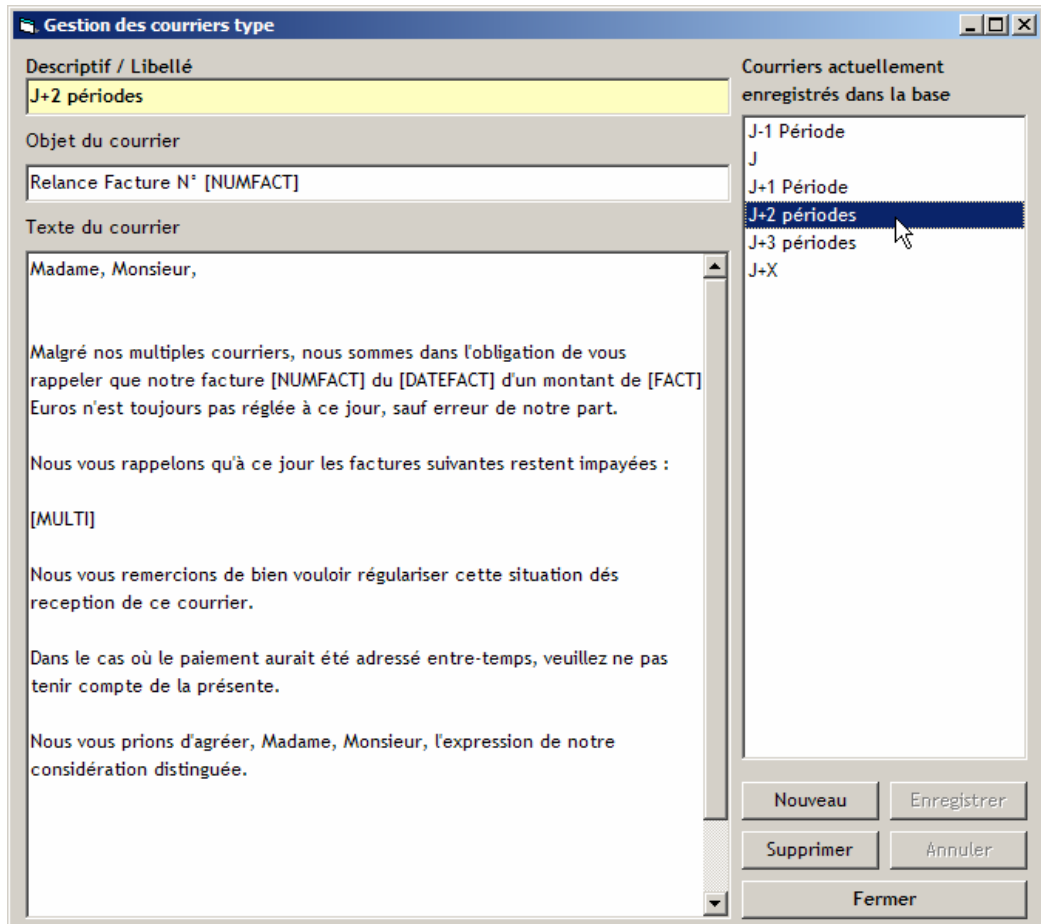 Gestion des courriers type
Descriptif / Libellé
J+2 périodes
Objet du courrier
Relance Facture N° [NUMFACT]
Texte du courrier
Madame, Monsieur,
Malgré nos multiples courriers, nous sommes dans l'obligation de vous
rappeler que notre facture [NUMFACT] du [DATEFACT] d'un montant de [FACT]
Euros n'est toujours pas réglée à ce jour, sauf erreur de notre part.
Nous vous rappelons qu'à ce jour les factures suivantes restent impayées :
[MULTI]
Nous vous remercions de bien vouloir régulariser cette situation dés
reception de ce courrier.
Dans le cas où le paiement aurait été adressé entre-temps, veuillez ne pas
tenir compte de la présente.
Nous vous prions d'agréer, Madame, Monsieur, l'expression de notre
considération distinguée.
Courriers actuellement
enregistrés dans la base
J-1 Période
J
J+1 Période
J+2 périodes
J+3 périodes
J+X
Nouveau
Enregistrer
Supprimer
Annuler
Fermer